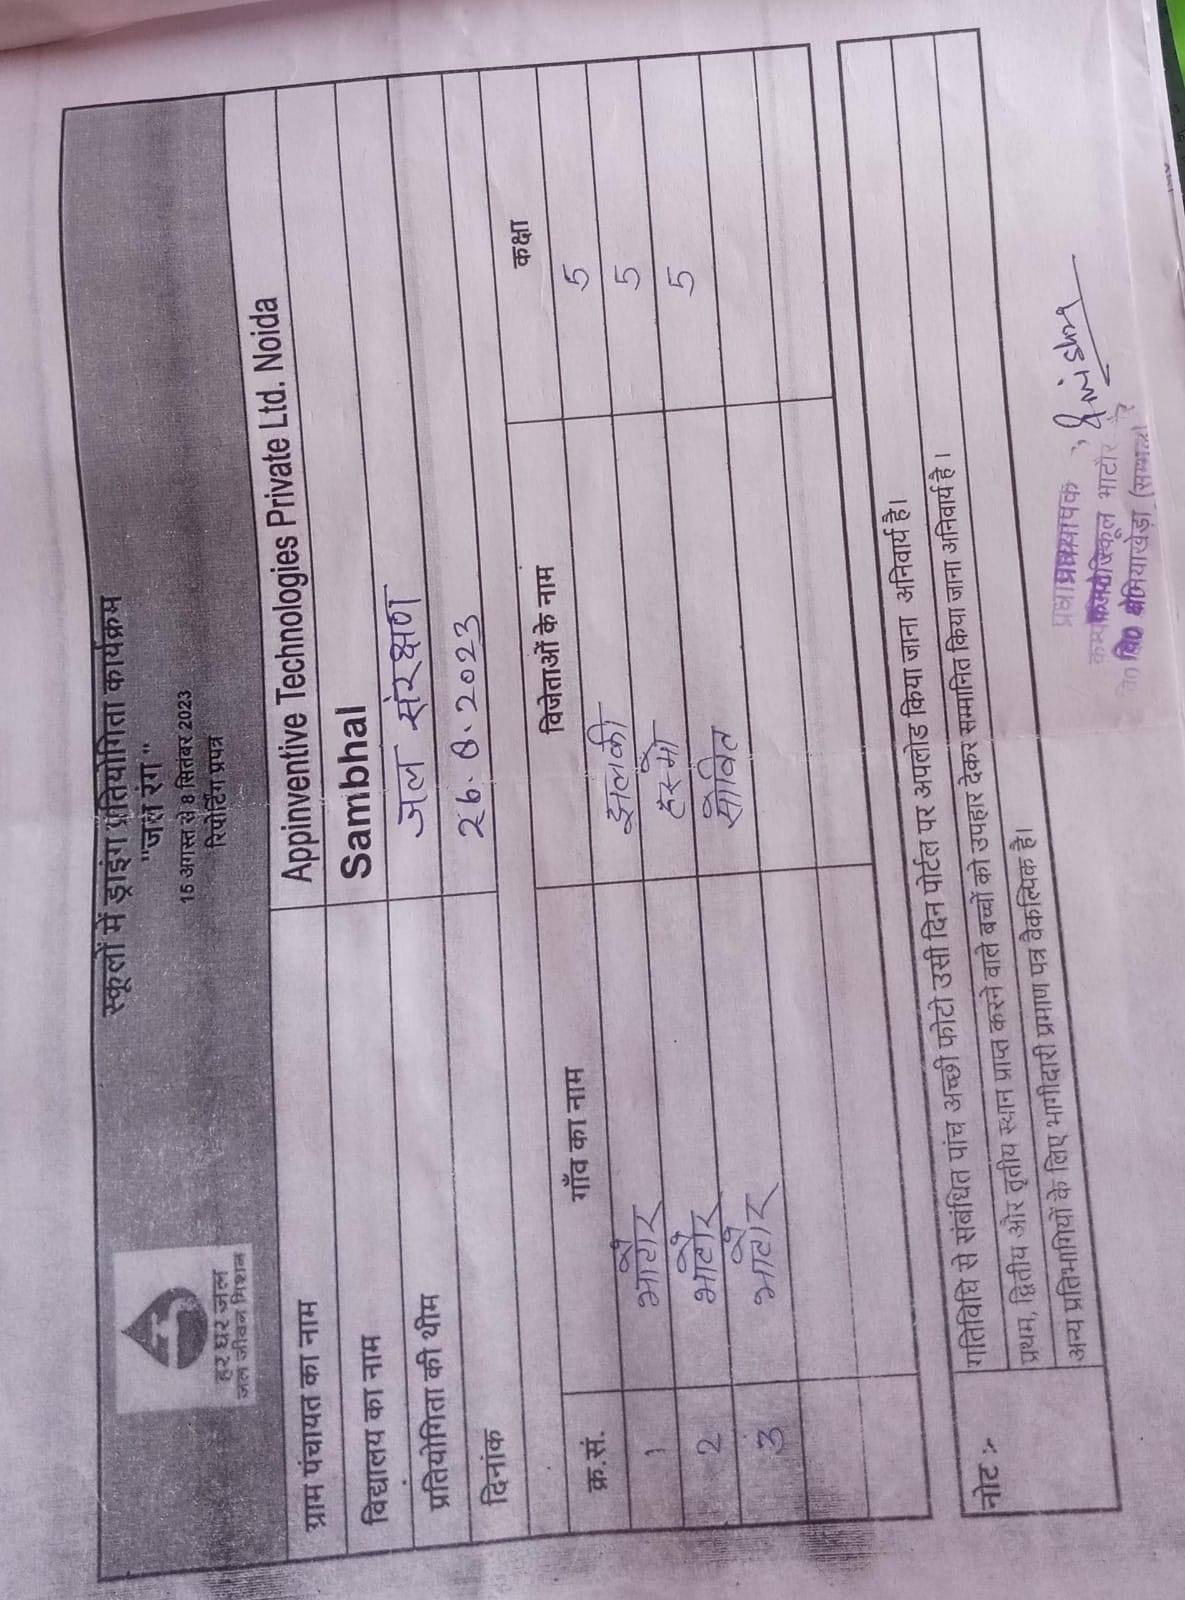 स्कूलों में ड्राइंग प्रतियोगिता कार्यक्रम
"जल रंग"
15 अगस्त से 8 सितंबर 2023
रिपोर्टिंग प्रपत्र
हर घर जल
जल जीवन मिशन
ग्राम पंचायत का नाम Appinventive Technologies Private Ltd. Noida
विद्यालय का नाम Sambhal
प्रतियोगिता की थीम जल संरक्षण
दिनांक 26.8.2023
क्र.सं. गाँव का नाम विजेताओं के नाम कक्षा
1 भाटौर झलकी 5
2 भाटौर 5
3 भाटौर 5
नोट :- गतिविधि से संबंधित पांच अच्छी फोटो उसी दिन पोर्टल पर अपलोड किया जाना अनिवार्य है।
प्रथम, द्वितीय और तृतीय स्थान प्राप्त करने वाले बच्चों को उपहार देकर सम्मानित किया जाना अनिवार्य है।
अन्य प्रतिभागियों के लिए भागीदारी प्रमाण पत्र वैकल्पिक है।
भाटौर